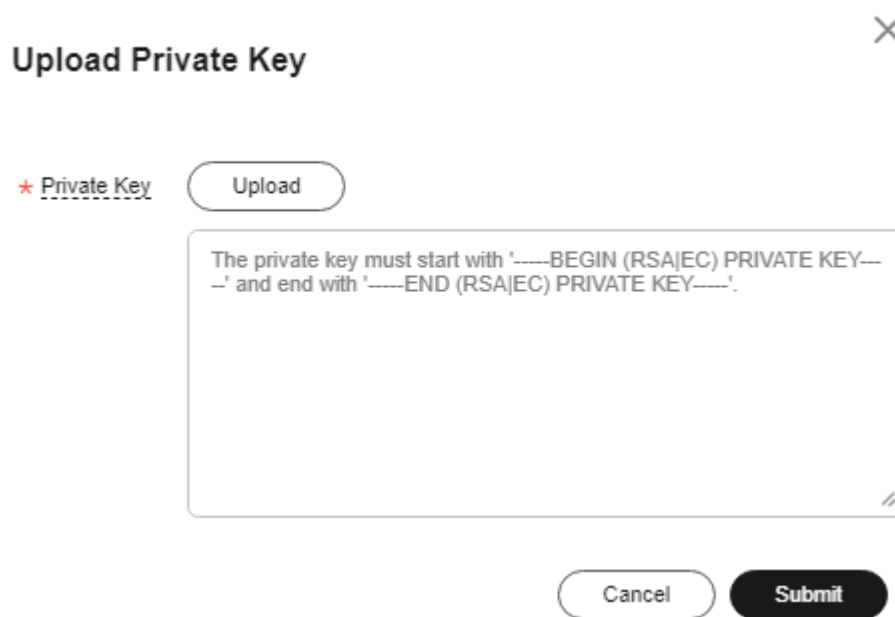 Upload Private Key
* Private Key
Upload
The private key must start with '-----BEGIN (RSA|EC) PRIVATE KEY---
--' and end with '-----END (RSA|EC) PRIVATE KEY-----'.
Cancel
Submit